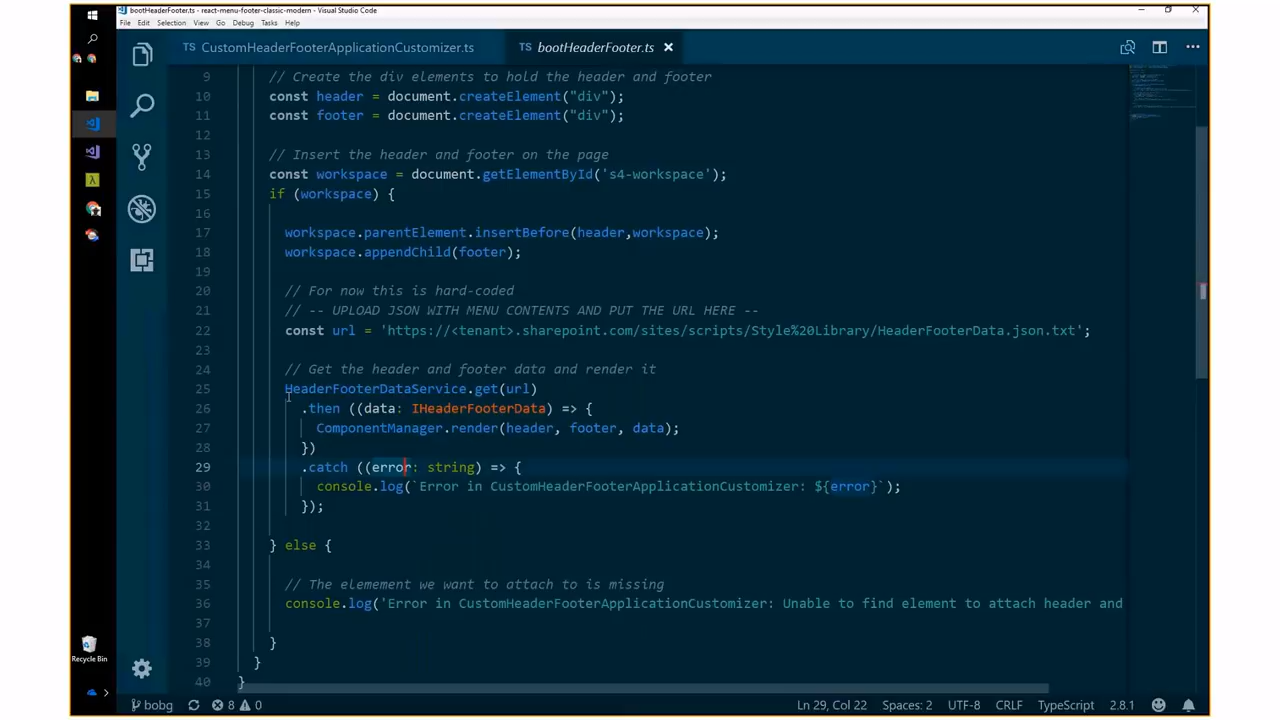 bootHeaderFooter.ts - react-menu-footer-classic-modern - Visual Studio Code
File Edit Selection View Go Debug Tasks Help
TS CustomHeaderFooterApplicationCustomizer.ts TS bootHeaderFooter.ts
9 // Create the div elements to hold the header and footer
10 const header = document.createElement("div");
11 const footer = document.createElement("div");
12
13 // Insert the header and footer on the page
14 const workspace = document.getElementById('s4-workspace');
15 if (workspace) {
16
17 workspace.parentElement.insertBefore(header,workspace);
18 workspace.appendChild(footer);
19
20 // For now this is hard-coded
21 // -- UPLOAD JSON WITH MENU CONTENTS AND PUT THE URL HERE --
22 const url = 'https://<tenant>.sharepoint.com/sites/scripts/Style%20Library/HeaderFooterData.json.txt';
23
24 // Get the header and footer data and render it
25 HeaderFooterDataService.get(url)
26 .then ((data: IHeaderFooterData) => {
27 ComponentManager.render(header, footer, data);
28 })
29 .catch ((error: string) => {
30 console.log(`Error in CustomHeaderFooterApplicationCustomizer: ${error}`);
31 });
32
33 } else {
34
35 // The elemement we want to attach to is missing
36 console.log('Error in CustomHeaderFooterApplicationCustomizer: Unable to find element to attach header and
37
38 }
39 }
40 }
Recycle Bin
bobg 8 0 Ln 29, Col 22 Spaces: 2 UTF-8 CRLF TypeScript 2.8.1